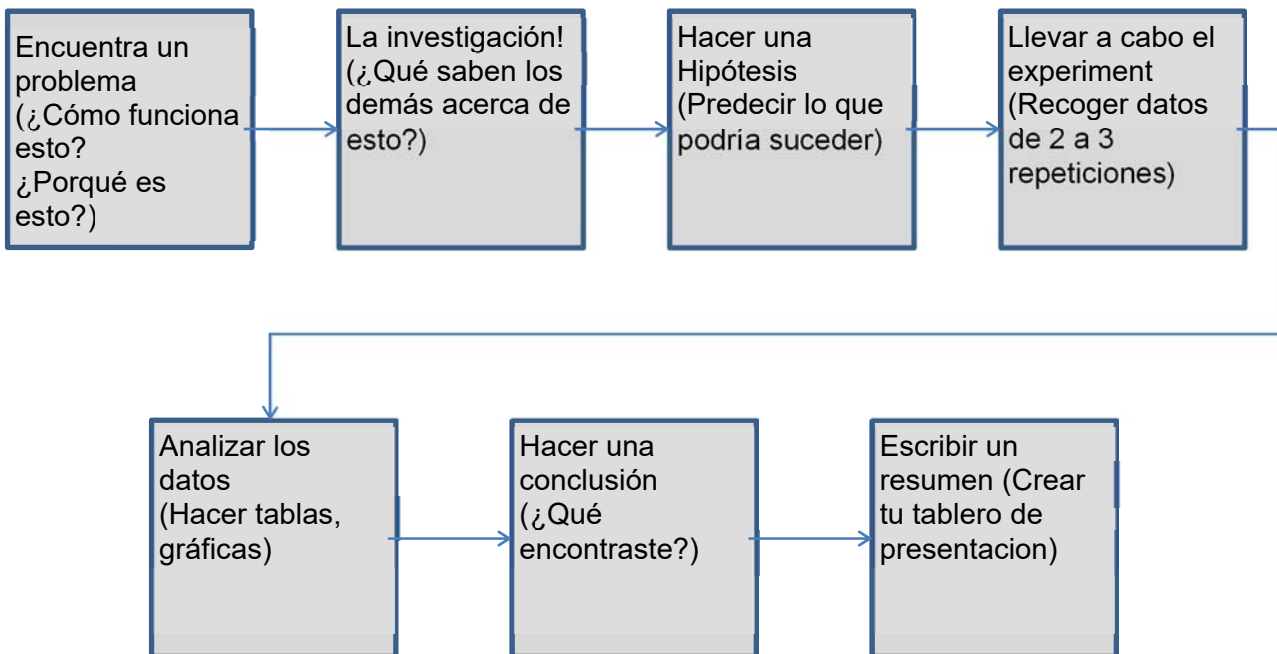 Encuentra un
problema
(¿Cómo funciona
esto?
¿Porqué es
esto?)
La investigación!
(¿Qué saben los
demás acerca de
esto?)
Hacer una
Hipótesis
(Predecir lo que
podría suceder)
Llevar a cabo el
experiment
(Recoger datos
de 2 a 3
repeticiones)
Analizar los
datos
(Hacer tablas,
gráficas)
Hacer una
conclusión
(¿Qué
encontraste?)
Escribir un
resumen (Crear
tu tablero de
presentacion)